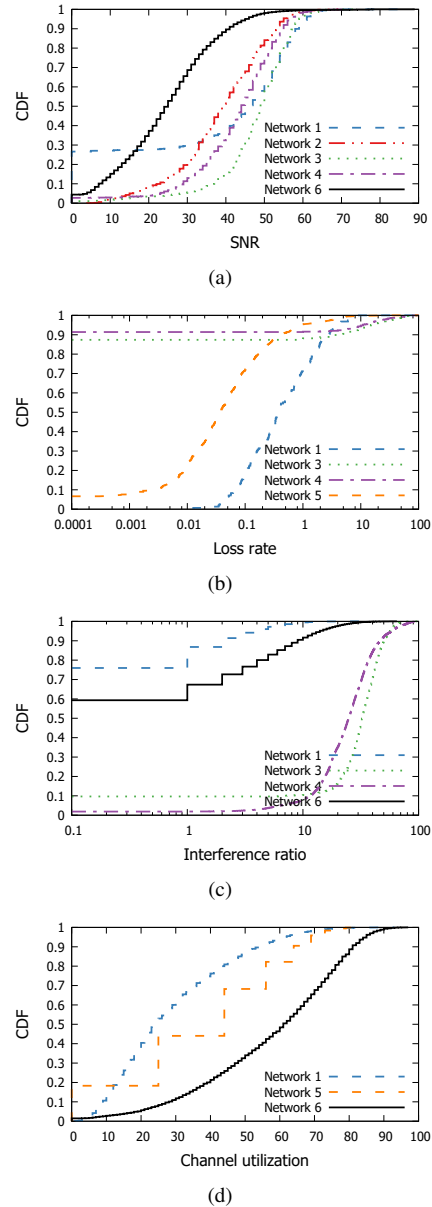 1
0.9
0.8
0.7
0.6
0.5
0.4
0.3
0.2
0.1
0
CDF
Network 1
Network 2
Network 3
Network 4
Network 6
0 10 20 30 40 50 60 70 80 90
SNR
(a)
1
0.9
0.8
0.7
0.6
0.5
0.4
0.3
0.2
0.1
0
CDF
Network 1
Network 3
Network 4
Network 5
0.0001 0.001 0.01 0.1 1 10 100
Loss rate
(b)
1
0.9
0.8
0.7
0.6
0.5
0.4
0.3
0.2
0.1
0
CDF
Network 1
Network 3
Network 4
Network 6
0.1 1 10 100
Interference ratio
(c)
1
0.9
0.8
0.7
0.6
0.5
0.4
0.3
0.2
0.1
0
CDF
Network 1
Network 5
Network 6
0 10 20 30 40 50 60 70 80 90 100
Channel utilization
(d)